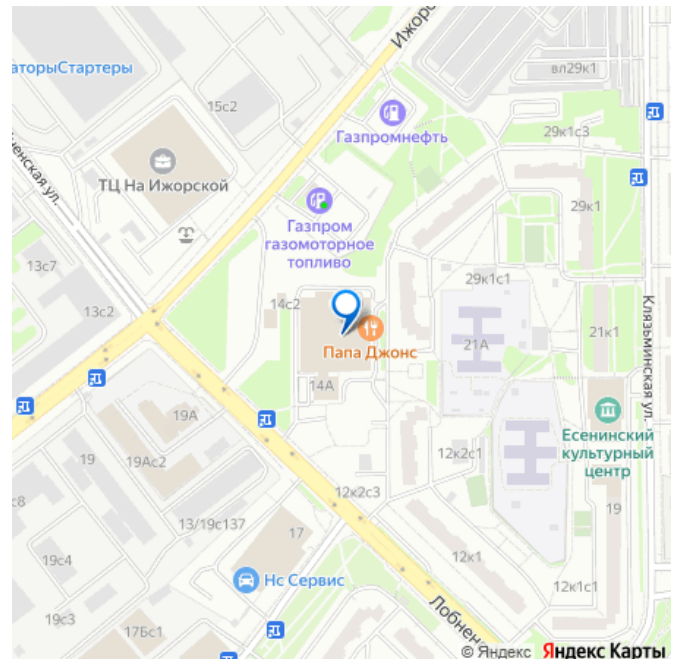 Ижорс
вл29к1
аторыСтартеры
15с2
Газпромнефть
29к1с3
ТЦ На Ижорской
ненская ул.
29к1
Газпром
газомоторное
топливо
13с7
29к1с1
14с2
13с2
Папа Джонс
21А
21к1
Клязьминская ул.
14А
19А
Есенинский
культурный
центр
19
19Ас2
12к2с1
12к2с3
с8
13/19с137
17
19
19с4
12к1
Нс Сервис
12к1с1
19с3
17Бс1
Лобнен
© Яндекс Яндекс Карты